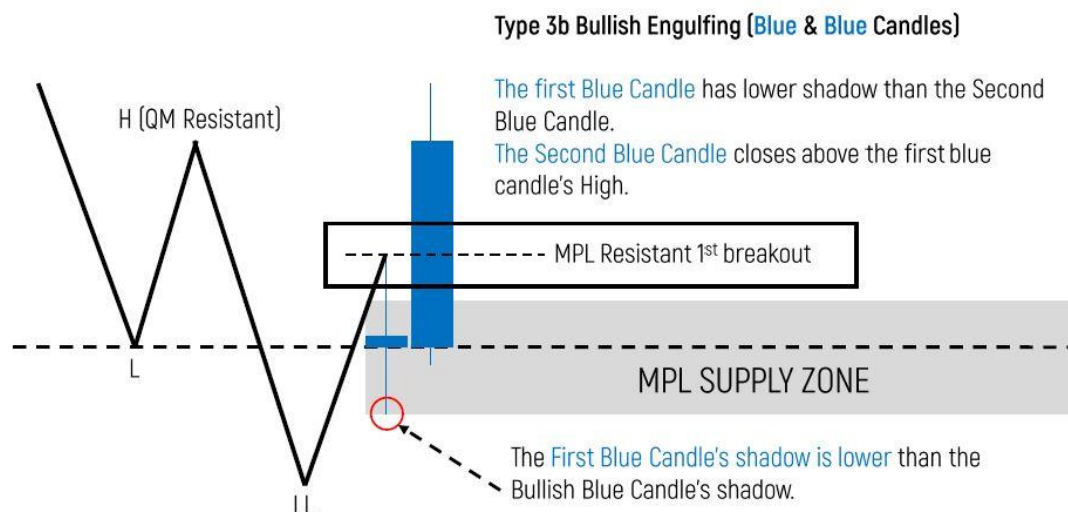 Type 3b Bullish Engulfing (Blue & Blue Candles)
The first Blue Candle has lower shadow than the Second
Blue Candle.
The Second Blue Candle closes above the first blue
candle's High.
H (QM Resistant)
MPL Resistant 1st breakout
L
MPL SUPPLY ZONE
The First Blue Candle's shadow is lower than the
Bullish Blue Candle's shadow.